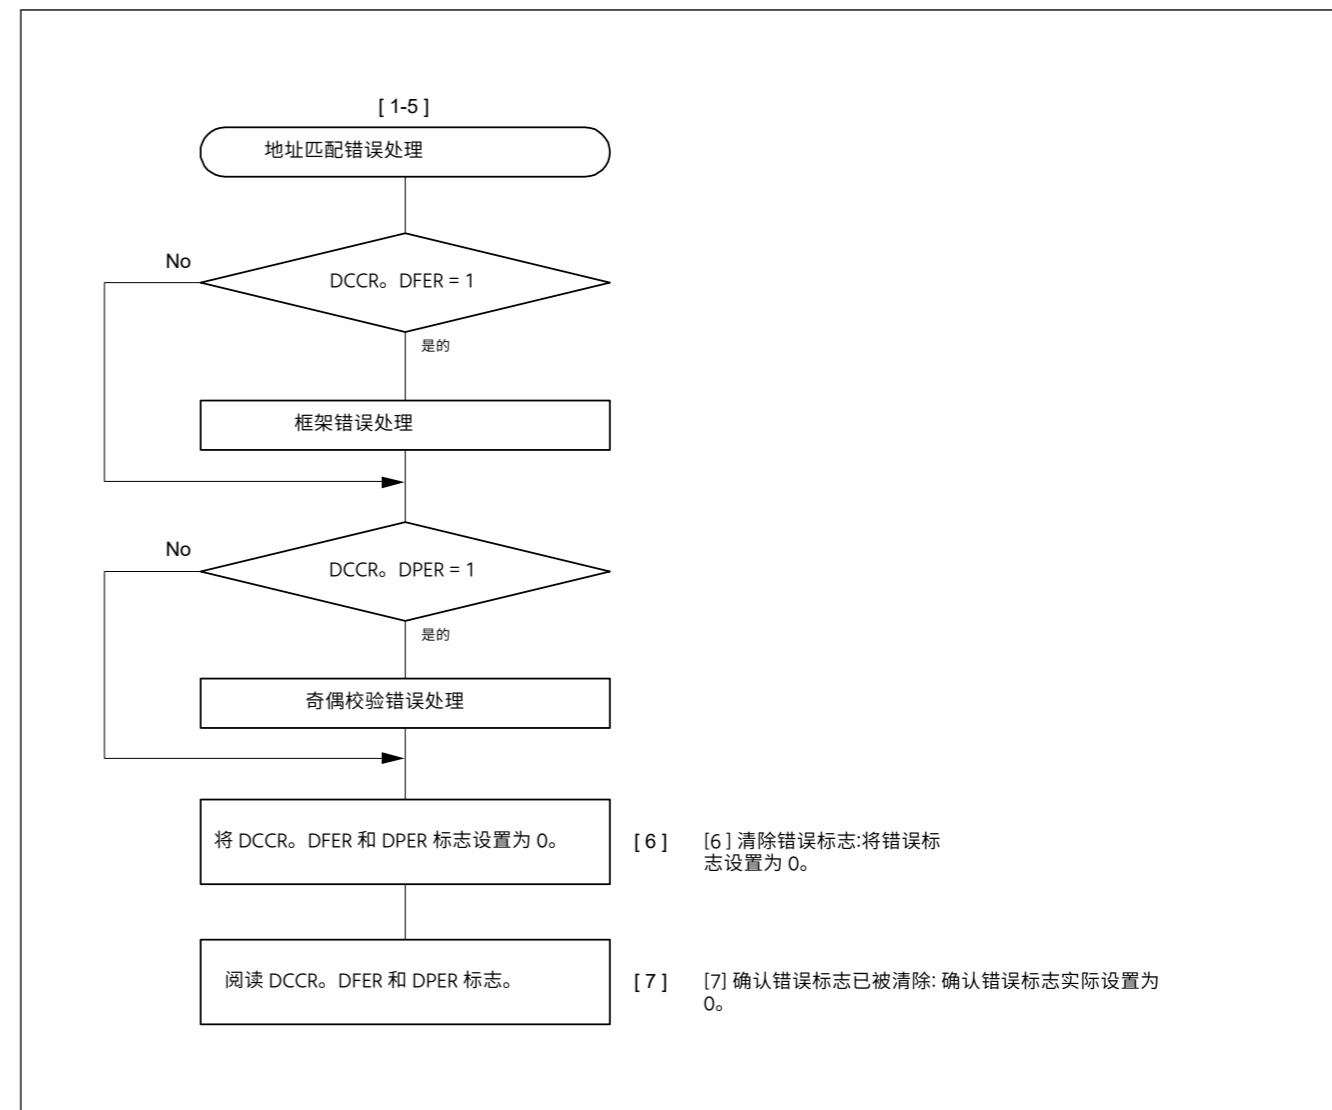 [ 1-5 ]
地址匹配错误处理
No
DCCR。DFER = 1
是的
框架错误处理
No
DCCR。DPER = 1
是的
奇偶校验错误处理
将 DCCR。DFER 和 DPER 标志设置为 0。
[ 6 ]
[6 ] 清除错误标志:将错误标
志设置为 0。
阅读 DCCR。DFER 和 DPER 标志。
[ 7 ]
[7] 确认错误标志已被清除: 确认错误标志实际设置为
0。